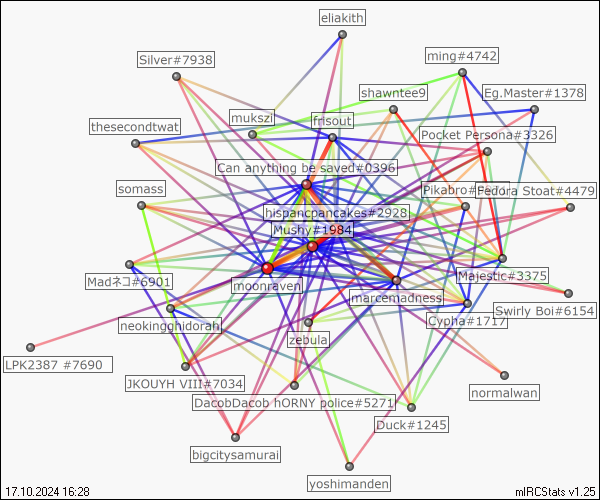 eliakith
ming#4742
Silver#7938
shawntee9
Eg.Master#1378
mukszi
frisout
thesecondtwat
Pocket Persona#3326
Can anything be saved#0396
somass
Pikabro#
Fedora Stoat#4479
hispancpancakes#2928
Mushy#1984
Madネコ#6901
moonraven
Majestic#3375
marcemadness
Swirly Boi#6154
neokingghidorah
Cypha#1717
zebula
LPK2387 #7690
JKOUYH VIII#7034
normalwan
DacobDacob hORNY police#5271
Duck#1245
bigcitysamurai
yoshimanden
17.10.2024 16:28
mIRCStats v1.25